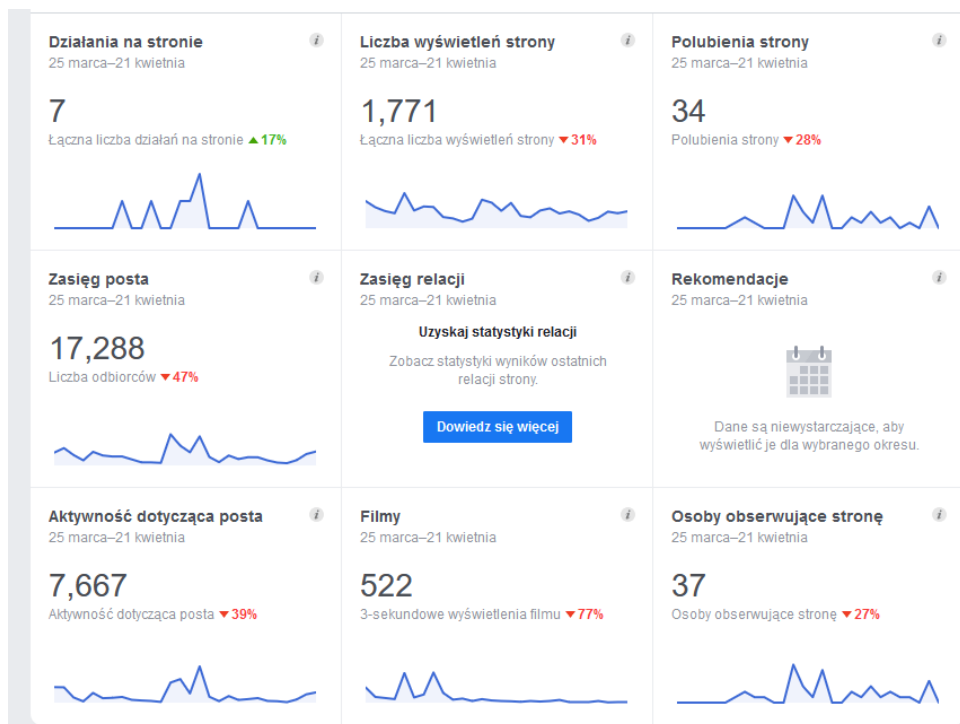 Działania na stronie
25 marca–21 kwietnia
7
Łączna liczba działań na stronie ▲17%
Liczba wyświetleń strony
25 marca–21 kwietnia
1,771
Łączna liczba wyświetleń strony ▼31%
Polubienia strony
25 marca–21 kwietnia
34
Polubienia strony ▼28%
Zasięg posta
25 marca–21 kwietnia
17,288
Liczba odbiorców ▼47%
Zasięg relacji
25 marca–21 kwietnia
Uzyskaj statystyki relacji
Zobacz statystyki wyników ostatnich
relacji strony.
Dowiedz się więcej
Rekomendacje
25 marca–21 kwietnia
Dane są niewystarczające, aby
wyświetlić je dla wybranego okresu.
Aktywność dotycząca posta
25 marca–21 kwietnia
7,667
Aktywność dotycząca posta ▼39%
Filmy
25 marca–21 kwietnia
522
3-sekundowe wyświetlenia filmu ▼77%
Osoby obserwujące stronę
25 marca–21 kwietnia
37
Osoby obserwujące stronę ▼27%